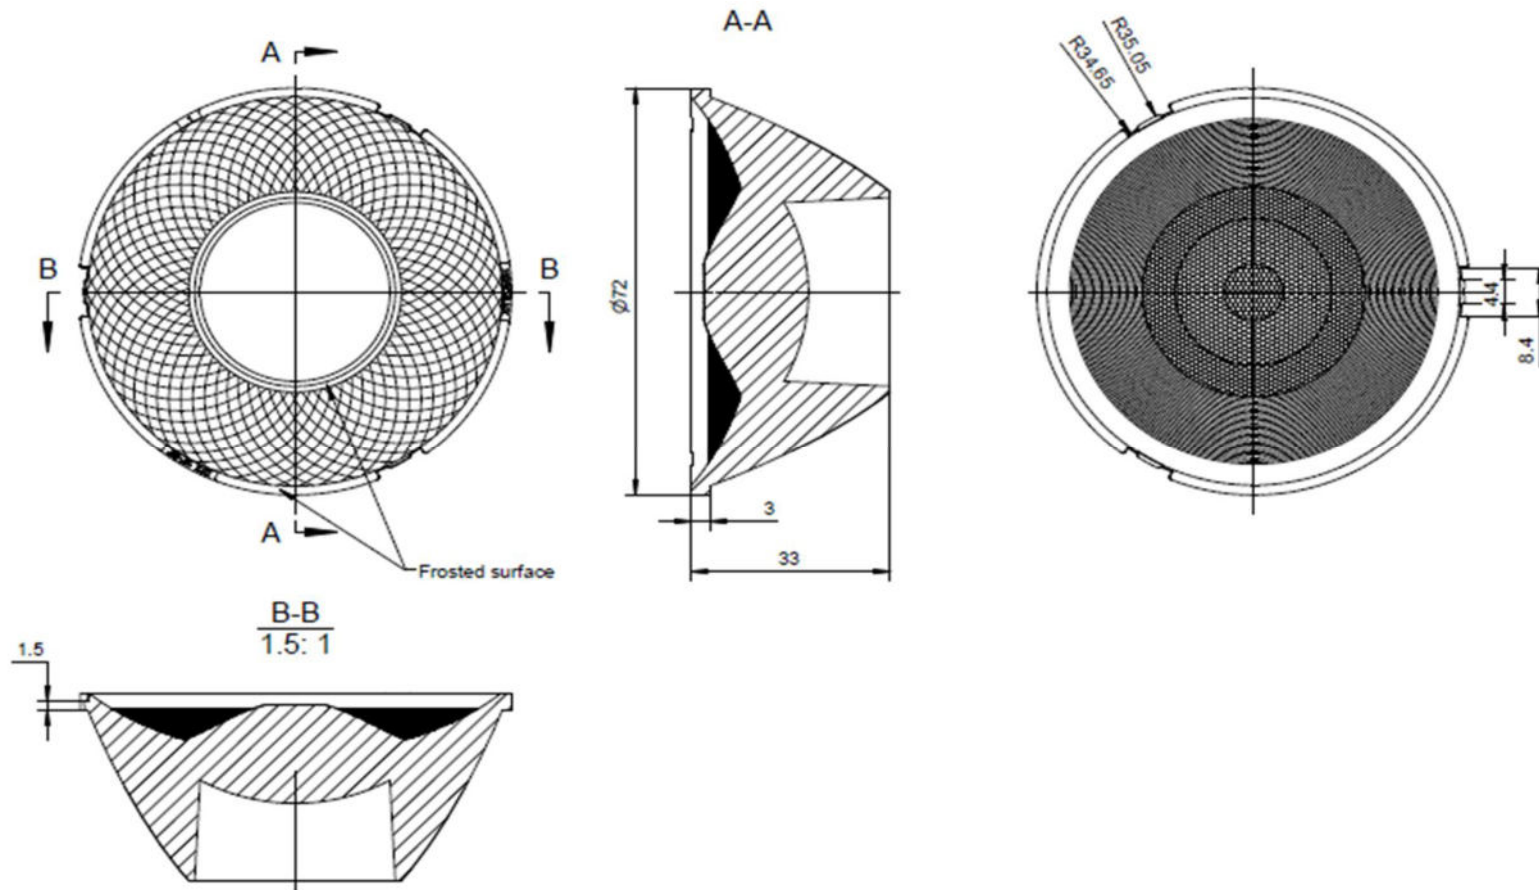 A-A
A
R35.05
R34.65
B
B
Ø72
4.4
8.4
3
A
33
Frosted surface
B-B
1.5: 1
1.5